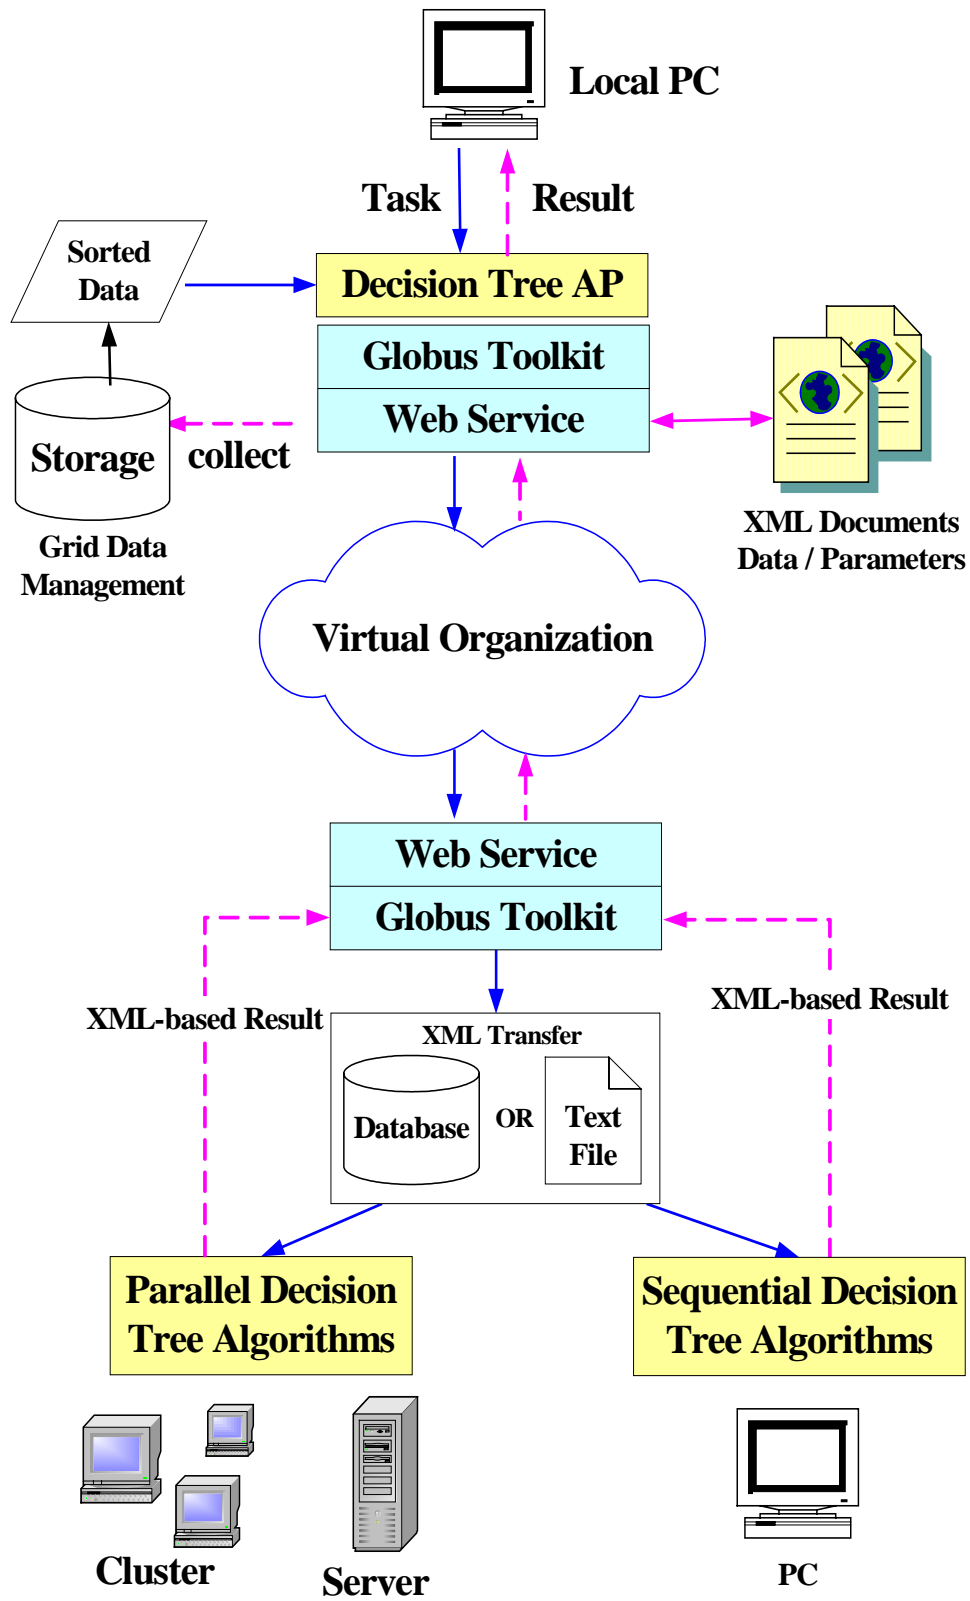 Local PC
Task
Result
Sorted
Data
Decision Tree AP
Globus Toolkit
Web Service
Storage
collect
Grid Data
Management
XML Documents
Data / Parameters
Virtual Organization
Web Service
Globus Toolkit
XML-based Result
XML-based Result
XML Transfer
Database
OR
Text
File
Parallel Decision
Tree Algorithms
Sequential Decision
Tree Algorithms
Cluster
Server
PC